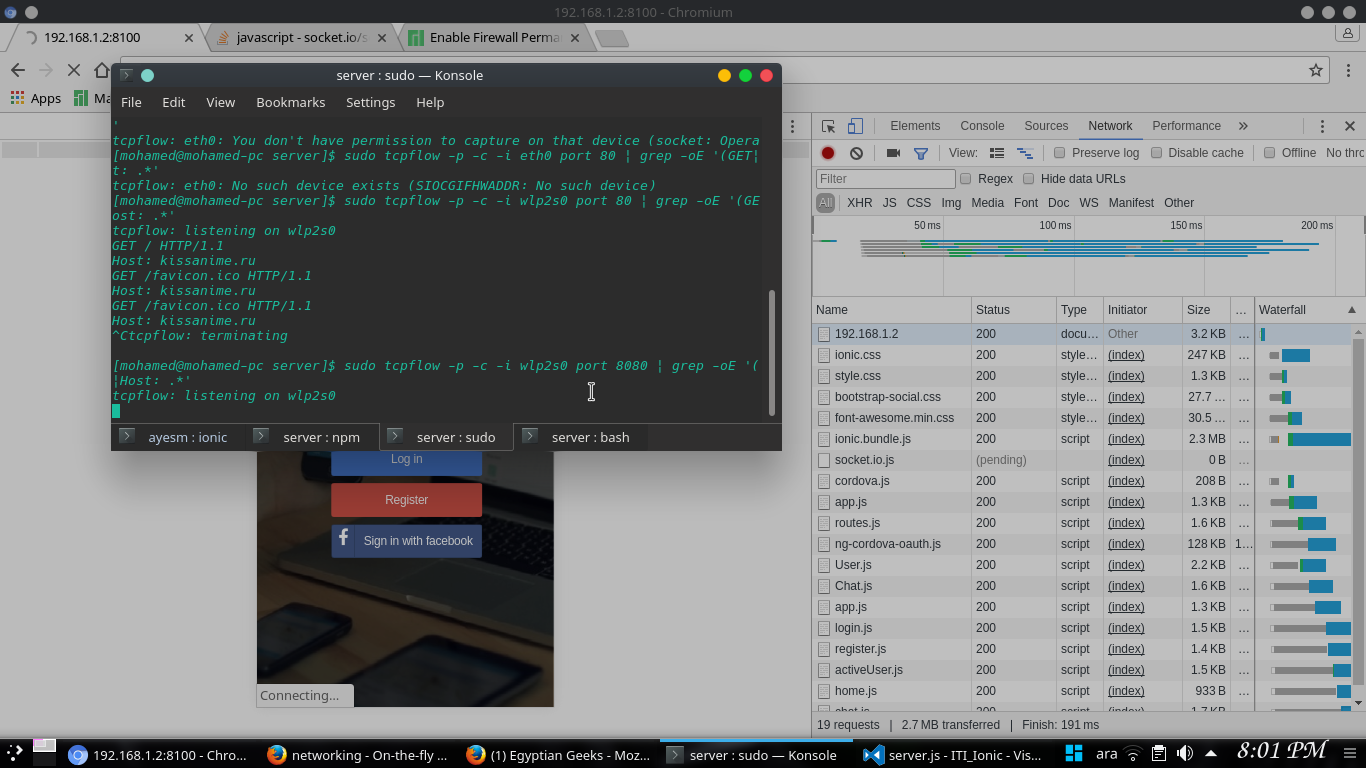 192.168.1.2:8100 - Chromium
192.168.1.2:8100
javascript - socket.io/s
Enable Firewall Perma
Apps
server : sudo — Konsole
File Edit View Bookmarks Settings Help
'
tcpflow: eth0: You don't have permission to capture on that device (socket: Opera
[mohamed@mohamed-pc server]$ sudo tcpflow -p -c -i eth0 port 80 | grep -oE '(GET¦
t: .*'
tcpflow: eth0: No such device exists (SIOCGIFHWADDR: No such device)
[mohamed@mohamed-pc server]$ sudo tcpflow -p -c -i wlp2s0 port 80 | grep -oE '(GE
ost: .*'
tcpflow: listening on wlp2s0
GET / HTTP/1.1
Host: kissanime.ru
GET /favicon.ico HTTP/1.1
Host: kissanime.ru
GET /favicon.ico HTTP/1.1
Host: kissanime.ru
^Ctcpflow: terminating
[mohamed@mohamed-pc server]$ sudo tcpflow -p -c -i wlp2s0 port 8080 | grep -oE '(
¦Host: .*'
tcpflow: listening on wlp2s0
ayesm : ionic
server : npm
server : sudo
server : bash
Log in
Register
f Sign in with facebook
Connecting...
Elements Console Sources Network Performance »
View: Preserve log Disable cache Offline No thro
Filter Regex Hide data URLs
All XHR JS CSS Img Media Font Doc WS Manifest Other
50 ms 100 ms 150 ms 200 ms
Name Status Type Initiator Size ... Waterfall
192.168.1.2 200 docu... Other 3.2 KB ...
ionic.css 200 style... (index) 247 KB ...
style.css 200 style... (index) 1.3 KB ...
bootstrap-social.css 200 style... (index) 27.7 ... ...
font-awesome.min.css 200 style... (index) 30.5 ... ...
ionic.bundle.js 200 script (index) 2.3 MB ...
socket.io.js (pending) (index) 0 B ...
cordova.js 200 script (index) 208 B ...
app.js 200 script (index) 1.3 KB ...
routes.js 200 script (index) 1.6 KB ...
ng-cordova-oauth.js 200 script (index) 128 KB 1...
User.js 200 script (index) 2.2 KB ...
Chat.js 200 script (index) 1.6 KB ...
app.js 200 script (index) 1.3 KB ...
login.js 200 script (index) 1.5 KB ...
register.js 200 script (index) 1.4 KB ...
activeUser.js 200 script (index) 1.5 KB ...
home.js 200 script (index) 933 B ...
19 requests | 2.7 MB transferred | Finish: 191 ms
192.168.1.2:8100 - Chro...
networking - On-the-fly ...
(1) Egyptian Geeks - Moz...
server : sudo — Konsole
server.js - ITI_Ionic - Vis...
ara
8:01 PM